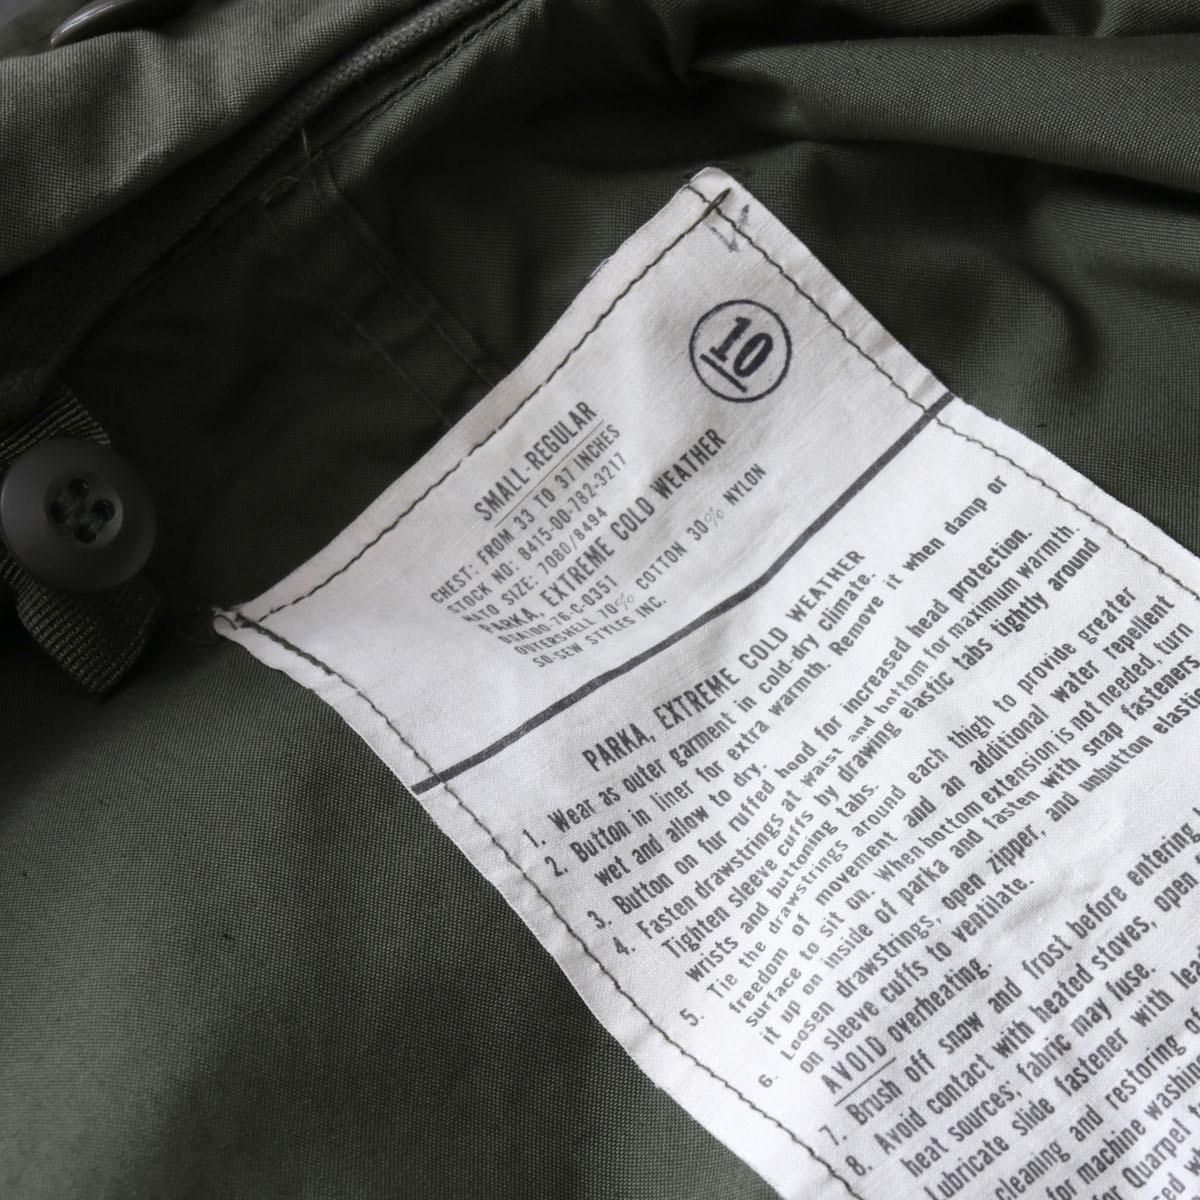 10
SMALL-REGULAR
CHEST: FROM 33 TO 37 INCHES
STOCK NO: 8415-00-782-3217
NATO SIZE: 7080/8494
PARKA, EXTREME COLD WEATHER
DSA100-76-C-0351
OUTERSHELL 70% COTTON 30% NYLON
SO-SEW STYLES INC.
PARKA, EXTREME COLD WEATHER
1. Wear as outer garment in cold-dry climate.
2. Button in liner for extra warmth. Remove it when damp or
wet and allow to dry.
3. Button on fur ruffed hood for increased head protection.
4. Fasten drawstrings at waist and bottom for maximum warmth.
Tighten sleeve cuffs by drawing elastic tabs tightly around
wrists and buttoning tabs.
5. Tie the drawstrings around each thigh to provide greater
freedom of movement and an additional water repellent
surface to sit on. When bottom extension is not needed, turn
it up on inside of parka and fasten with snap fasteners
6. Loosen drawstrings, open zipper, and unbutton elastic
on sleeve cuffs to ventilate.
AVOID overheating.
7. Brush off snow and frost before entering
8. Avoid contact with heated stoves, open
heat sources; fabric may fuse.
lubricate slide fastener with lead
cleaning and restoring of
for machine washing
Quarpel